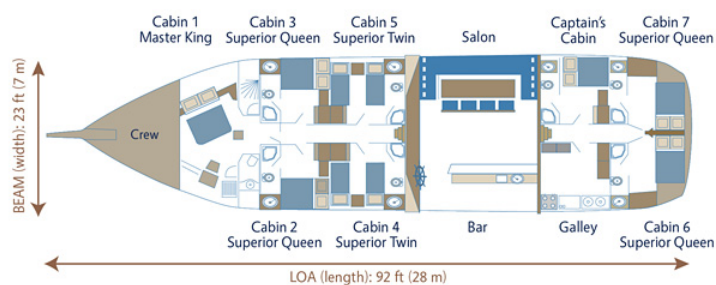 Cabin 1
Master King
Cabin 3
Superior Queen
Cabin 5
Superior Twin
Salon
Captain's
Cabin
Cabin 7
Superior Queen
BEAM (width): 23 ft (7 m)
Crew
Cabin 2
Superior Queen
Cabin 4
Superior Twin
Bar
Galley
Cabin 6
Superior Queen
LOA (length): 92 ft (28 m)